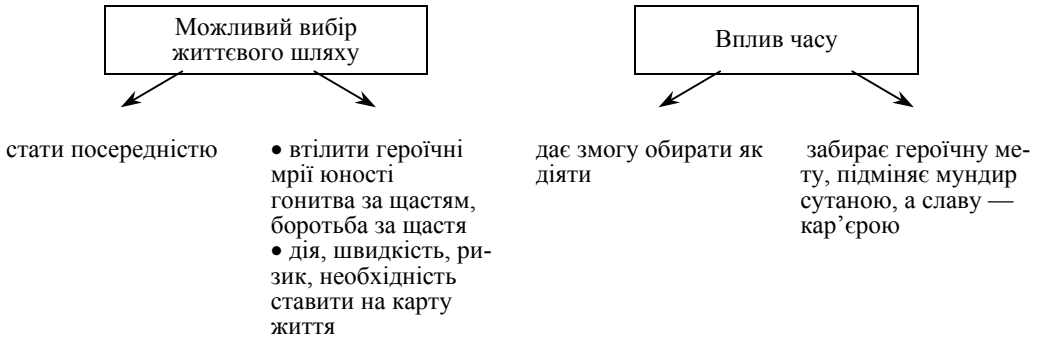 Можливий вибір
життєвого шляху
стати посередністю
• втілити героїчні
мрії юності
гонитва за щастям,
боротьба за щастя
• дія, швидкість, ри-
зик, необхідність
ставити на карту
життя
Вплив часу
дає змогу обирати як
діяти
забирає героїчну ме-
ту, підміняє мундир
сутаною, а славу —
кар’єрою